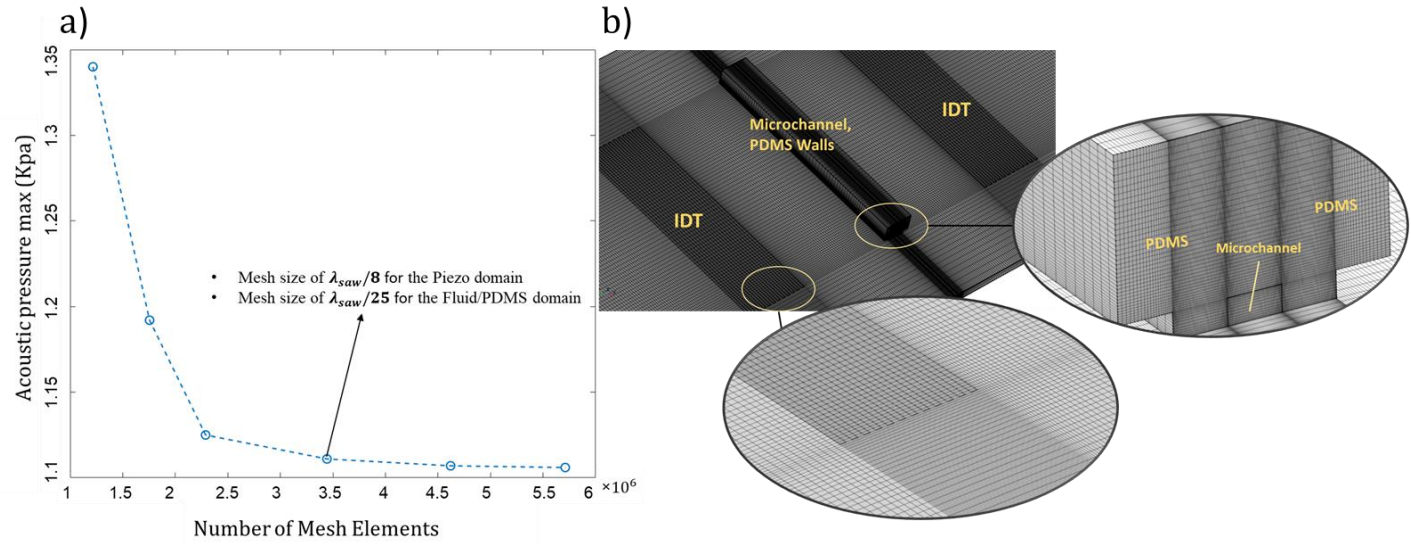 a)
b)
1.35
1.3
1.25
1.2
1.15
1.1
Acoustic pressure max (Kpa)
• Mesh size of λsaw/8 for the Piezo domain
• Mesh size of λsaw/25 for the Fluid/PDMS domain
1 1.5 2 2.5 3 3.5 4 4.5 5 5.5 6 ×10⁶
Number of Mesh Elements
IDT
Microchannel,
PDMS Walls
IDT
PDMS
PDMS
Microchannel